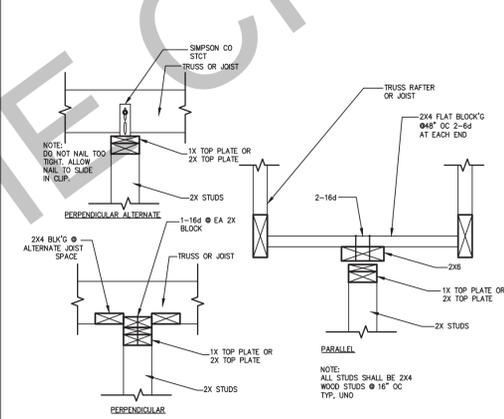 SIMPSON CO
STCT
TRUSS OR JOIST
NOTE:
DO NOT NAIL TOO
TIGHT. ALLOW
NAIL TO SLIDE
IN CLIP.
1X TOP PLATE OR
2X TOP PLATE
2X STUDS
PERPENDICULAR ALTERNATE
1-16d @ EA 2X
BLOCK
2X4 BLK'G @
ALTERNATE JOIST
SPACE
TRUSS OR JOIST
1X TOP PLATE OR
2X TOP PLATE
2X STUDS
PERPENDICULAR
TRUSS RAFTER
OR JOIST
2X4 FLAT BLOCK'G
@48" OC 2-6d
AT EACH END
2-16d
2X6
1X TOP PLATE OR
2X TOP PLATE
2X STUDS
PARALLEL
NOTE:
ALL STUDS SHALL BE 2X4
WOOD STUDS @ 16" OC
TYP, UNO